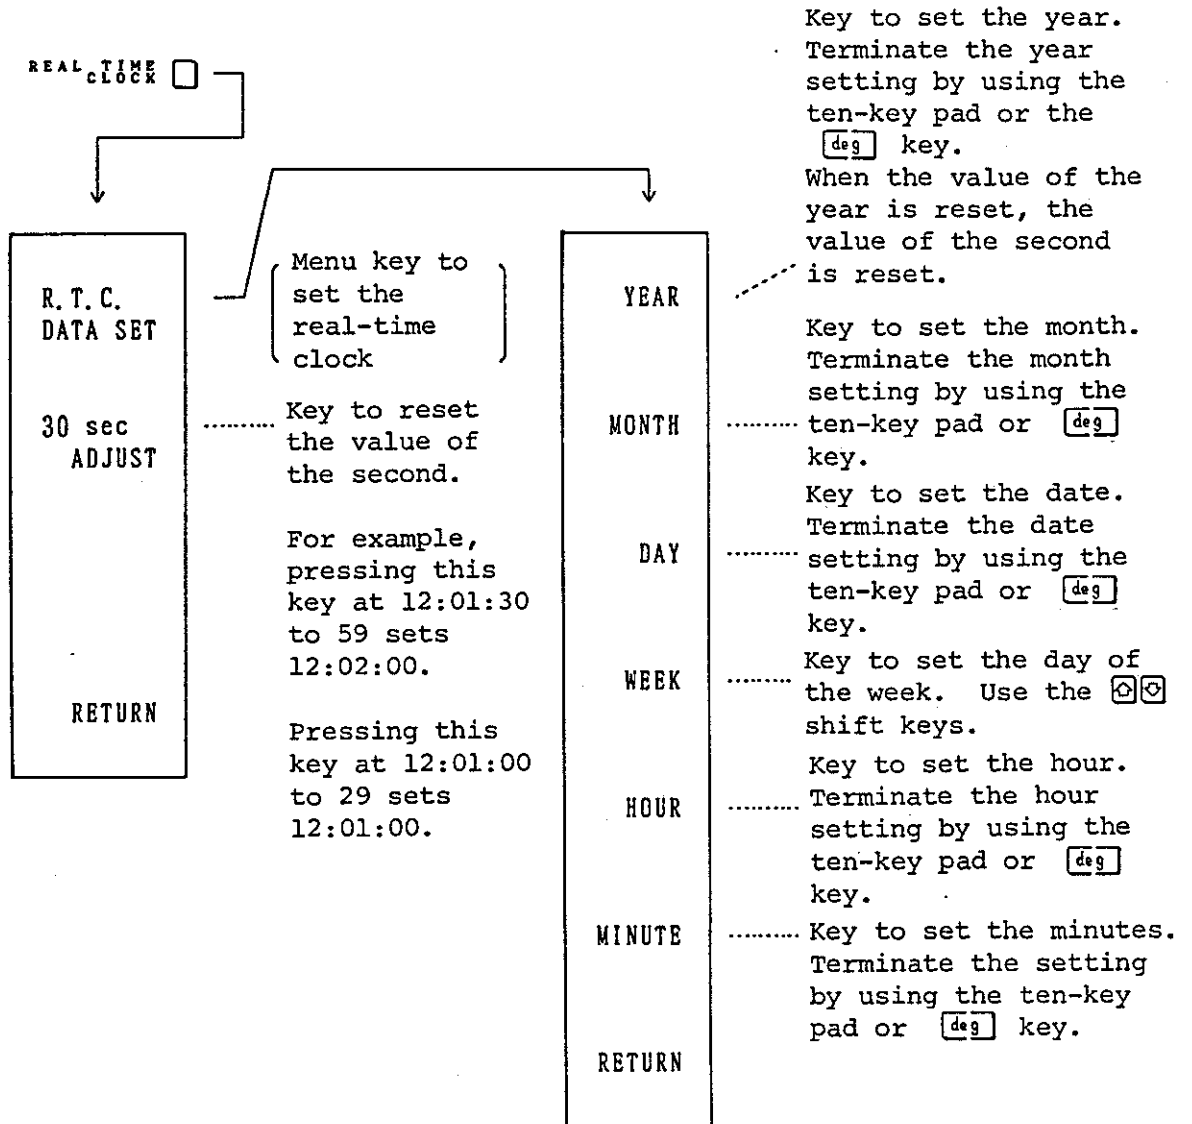 REAL TIME
CLOCK
R.T.C.
DATA SET
30 sec
ADJUST
RETURN
Menu key to
set the
real-time
clock
Key to reset
the value of
the second.
For example,
pressing this
key at 12:01:30
to 59 sets
12:02:00.
Pressing this
key at 12:01:00
to 29 sets
12:01:00.
YEAR
MONTH
DAY
WEEK
HOUR
MINUTE
RETURN
Key to set the year.
Terminate the year
setting by using the
ten-key pad or the
deg key.
When the value of the
year is reset, the
value of the second
is reset.
Key to set the month.
Terminate the month
setting by using the
ten-key pad or deg
key.
Key to set the date.
Terminate the date
setting by using the
ten-key pad or deg
key.
Key to set the day of
the week. Use the
shift keys.
Key to set the hour.
Terminate the hour
setting by using the
ten-key pad or deg
key.
Key to set the minutes.
Terminate the setting
by using the ten-key
pad or deg key.